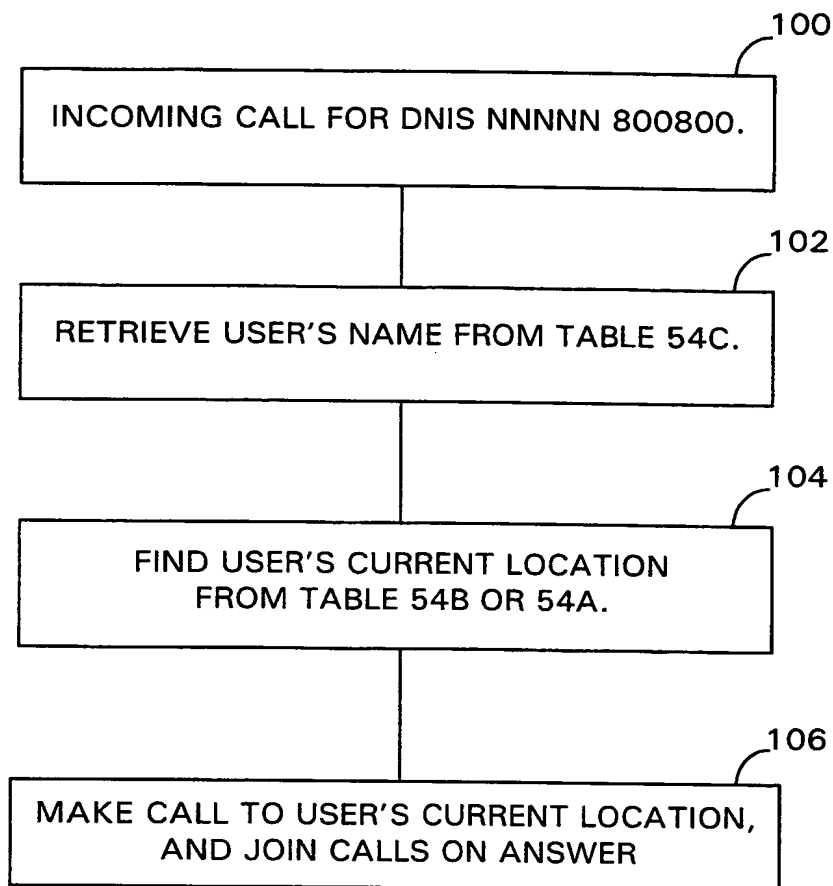 100
INCOMING CALL FOR DNIS NNNNN 800800.
102
RETRIEVE USER'S NAME FROM TABLE 54C.
104
FIND USER'S CURRENT LOCATION
FROM TABLE 54B OR 54A.
106
MAKE CALL TO USER'S CURRENT LOCATION,
AND JOIN CALLS ON ANSWER